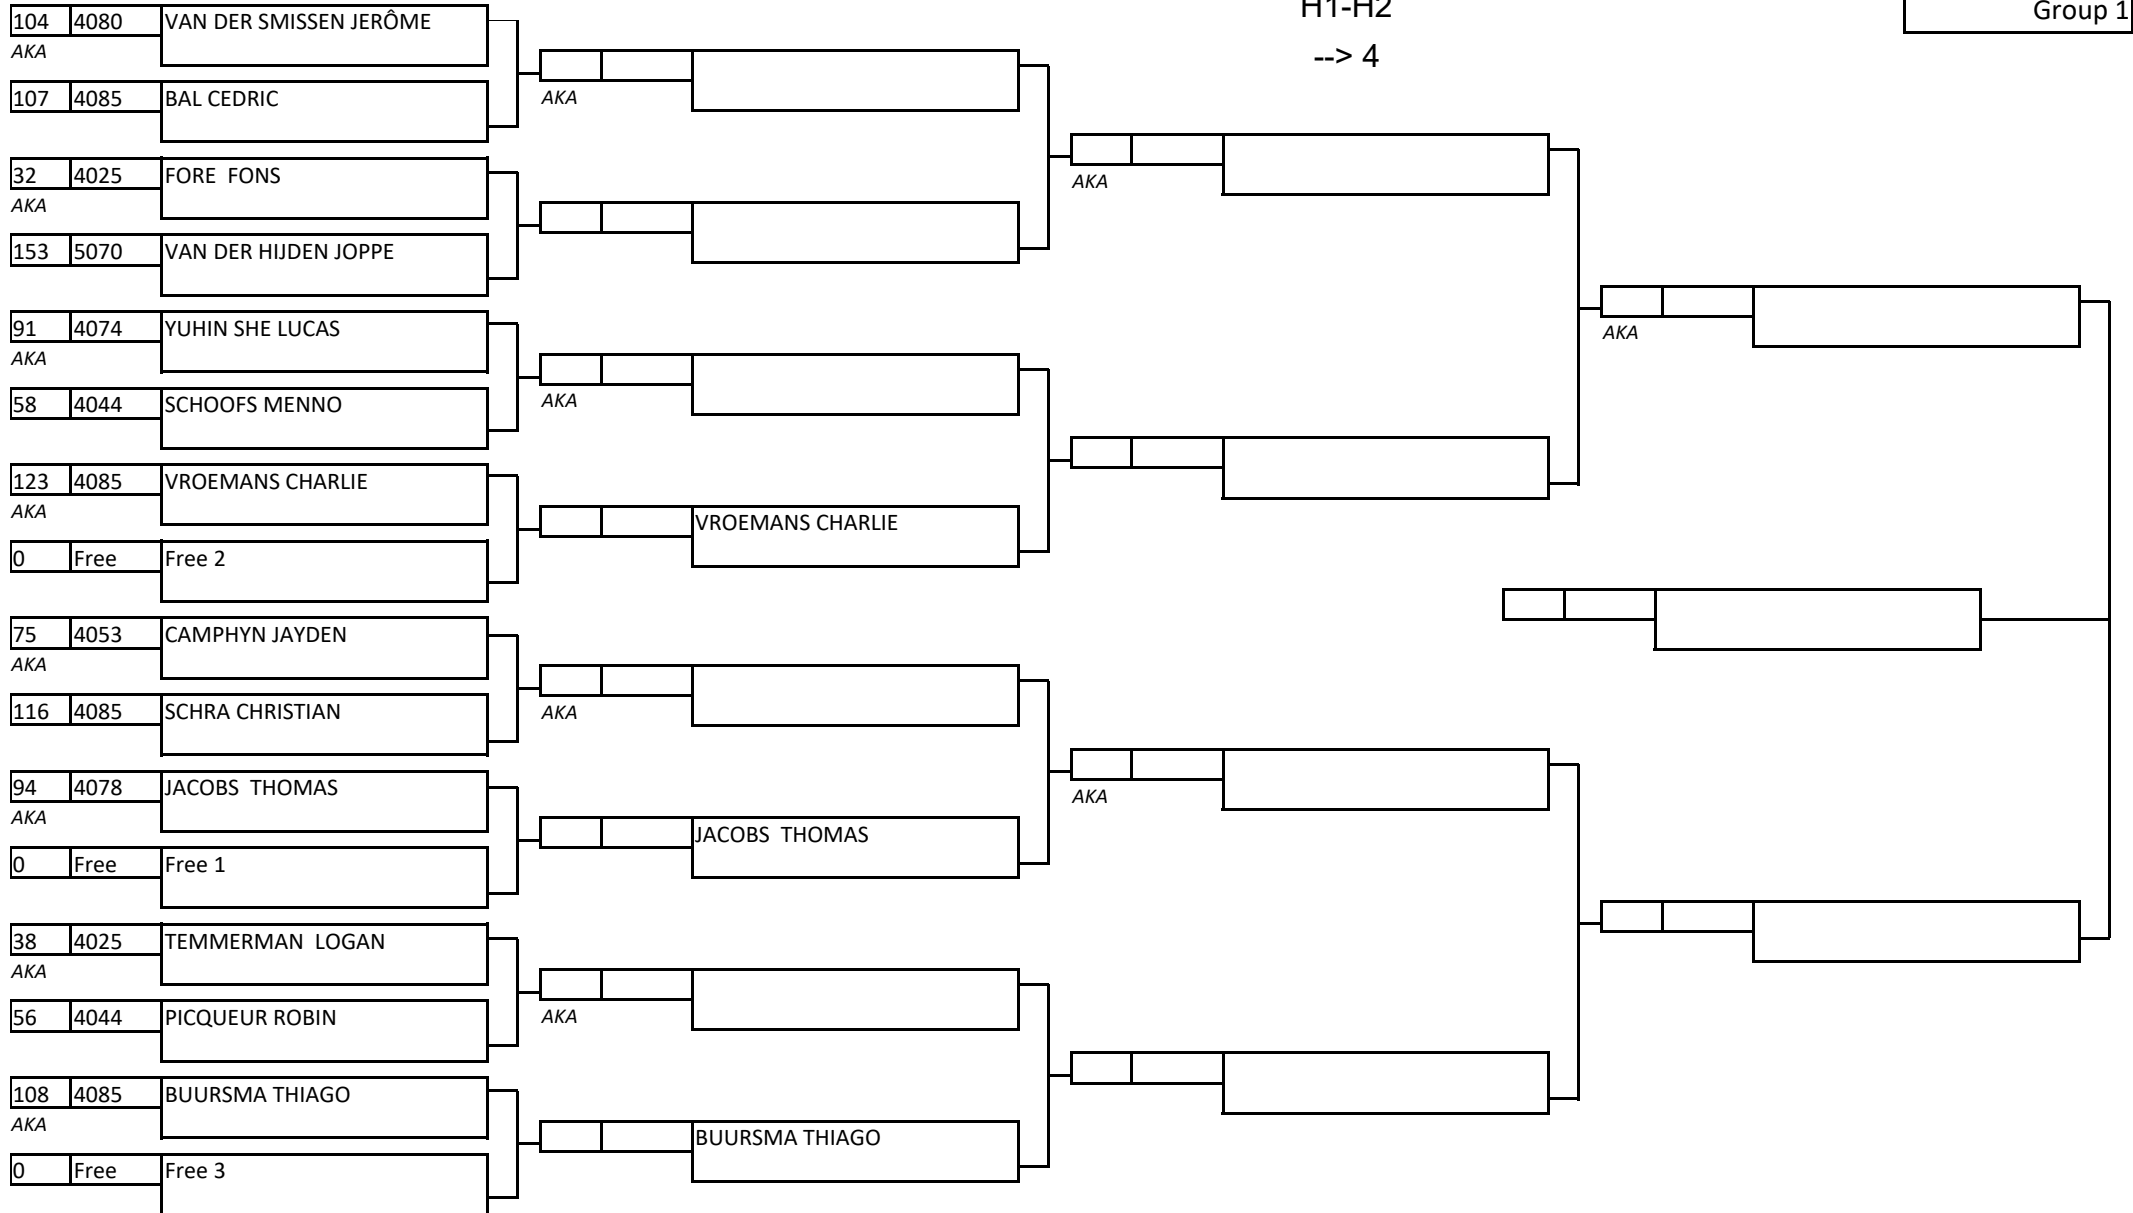 H1-H2
Group 1
--> 4
104 4080 VAN DER SMISSEN JERÔME
AKA
107 4085 BAL CEDRIC
AKA
32 4025 FORE  FONS
AKA
153 5070 VAN DER HIJDEN JOPPE
AKA
91 4074 YUHIN SHE LUCAS
AKA
58 4044 SCHOOFS MENNO
AKA
AKA
123 4085 VROEMANS CHARLIE
AKA
VROEMANS CHARLIE
0 Free Free 2
75 4053 CAMPHYN JAYDEN
AKA
116 4085 SCHRA CHRISTIAN
AKA
94 4078 JACOBS  THOMAS
AKA
AKA
JACOBS  THOMAS
0 Free Free 1
38 4025 TEMMERMAN  LOGAN
AKA
56 4044 PICQUEUR ROBIN
AKA
108 4085 BUURSMA THIAGO
AKA
BUURSMA THIAGO
0 Free Free 3